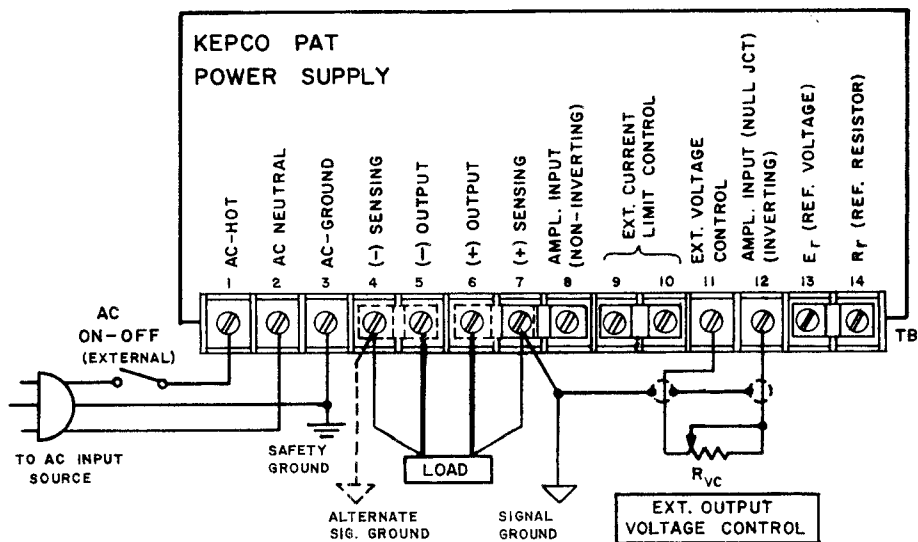 KEPCO PAT
POWER SUPPLY
AC-HOT
AC NEUTRAL
AC-GROUND
(-) SENSING
(-) OUTPUT
(+) OUTPUT
(+) SENSING
AMPL. INPUT
(NON-INVERTING)
EXT. CURRENT
LIMIT CONTROL
EXT. VOLTAGE
CONTROL
AMPL. INPUT (NULL JCT)
(INVERTING)
Er (REF. VOLTAGE)
Rr (REF. RESISTOR)
1 2 3 4 5 6 7 8 9 10 11 12 13 14
TB
AC
ON-OFF
(EXTERNAL)
TO AC INPUT
SOURCE
SAFETY
GROUND
LOAD
ALTERNATE
SIG. GROUND
SIGNAL
GROUND
RVC
EXT. OUTPUT
VOLTAGE CONTROL